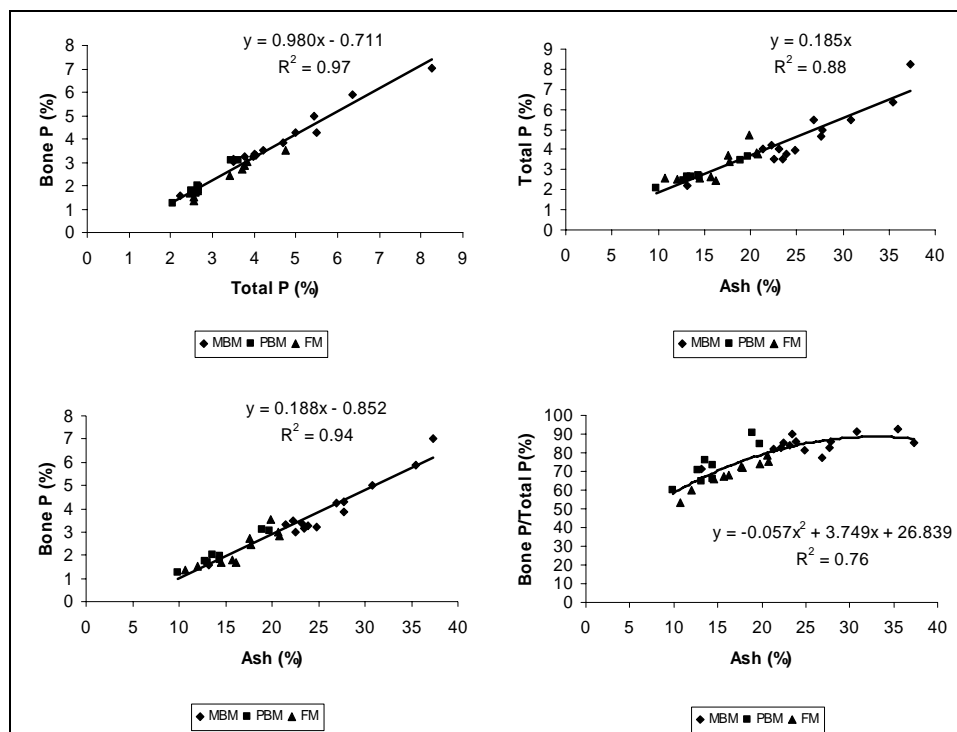 y = 0.980x - 0.711
R² = 0.97
8
7
6
5
4
3
2
1
0
Bone P (%)
0 1 2 3 4 5 6 7 8 9
Total P (%)
MBM PBM FM
y = 0.185x
R² = 0.88
9
8
7
6
5
4
3
2
1
0
Total P (%)
0 5 10 15 20 25 30 35 40
Ash (%)
MBM PBM FM
y = 0.188x - 0.852
R² = 0.94
8
7
6
5
4
3
2
1
0
Bone P (%)
0 5 10 15 20 25 30 35 40
Ash (%)
MBM PBM FM
100
90
80
70
60
50
40
30
20
10
0
Bone P/Total P(%)
y = -0.057x² + 3.749x + 26.839
R² = 0.76
0 5 10 15 20 25 30 35 40
Ash (%)
MBM PBM FM